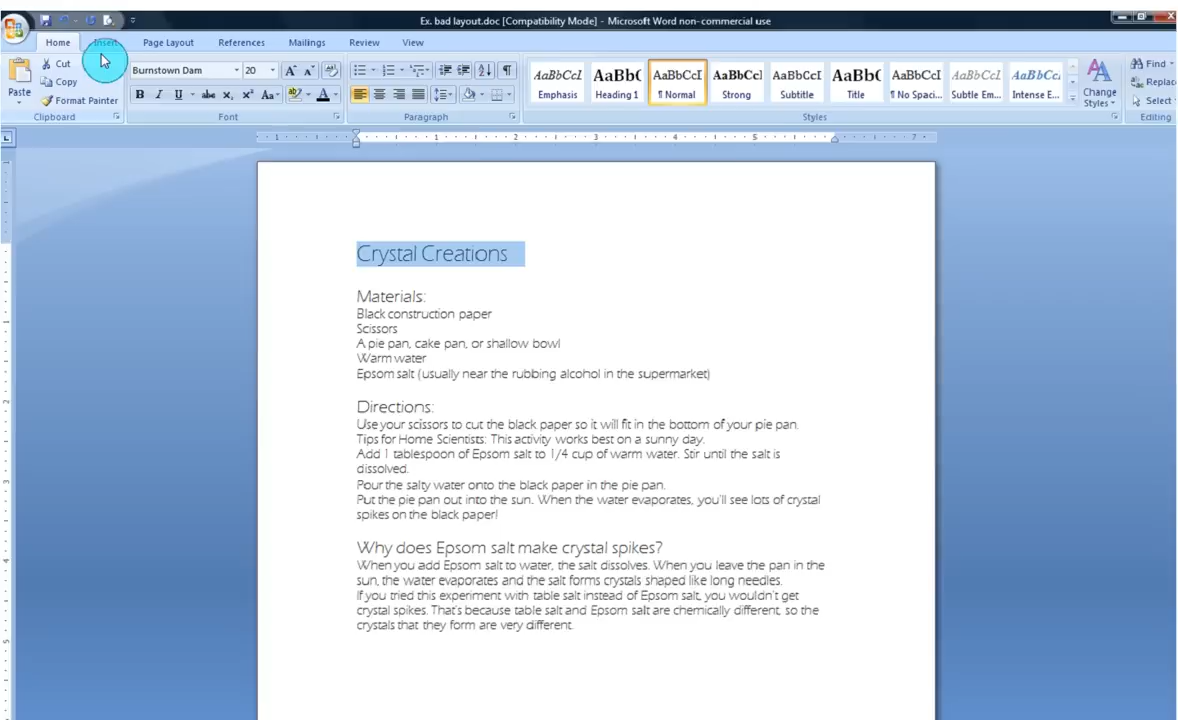 Ex. bad layout.doc [Compatibility Mode] - Microsoft Word non-commercial use
Home Insert Page Layout References Mailings Review View
Paste
Cut
Copy
Format Painter
Clipboard
Burnstown Dam 20
Font
Paragraph
AaBbCcI AaBbC AaBbCcI AaBbCcl AaBbCcI AaBbC AaBbCcI AaBbCcI AaBbCc
Emphasis Heading 1 ¶ Normal Strong Subtitle Title ¶ No Spaci... Subtle Em... Intense E...
Change Styles
Styles
Find
Replace
Select
Editing
1 1 2 3 4 5 7
Crystal Creations
Materials:
Black construction paper
Scissors
A pie pan, cake pan, or shallow bowl
Warm water
Epsom salt (usually near the rubbing alcohol in the supermarket)
Directions:
Use your scissors to cut the black paper so it will fit in the bottom of your pie pan.
Tips for Home Scientists: This activity works best on a sunny day.
Add 1 tablespoon of Epsom salt to 1/4 cup of warm water. Stir until the salt is
dissolved.
Pour the salty water onto the black paper in the pie pan.
Put the pie pan out into the sun. When the water evaporates, you'll see lots of crystal
spikes on the black paper!
Why does Epsom salt make crystal spikes?
When you add Epsom salt to water, the salt dissolves. When you leave the pan in the
sun, the water evaporates and the salt forms crystals shaped like long needles.
If you tried this experiment with table salt instead of Epsom salt, you wouldn't get
crystal spikes. That's because table salt and Epsom salt are chemically different, so the
crystals that they form are very different.